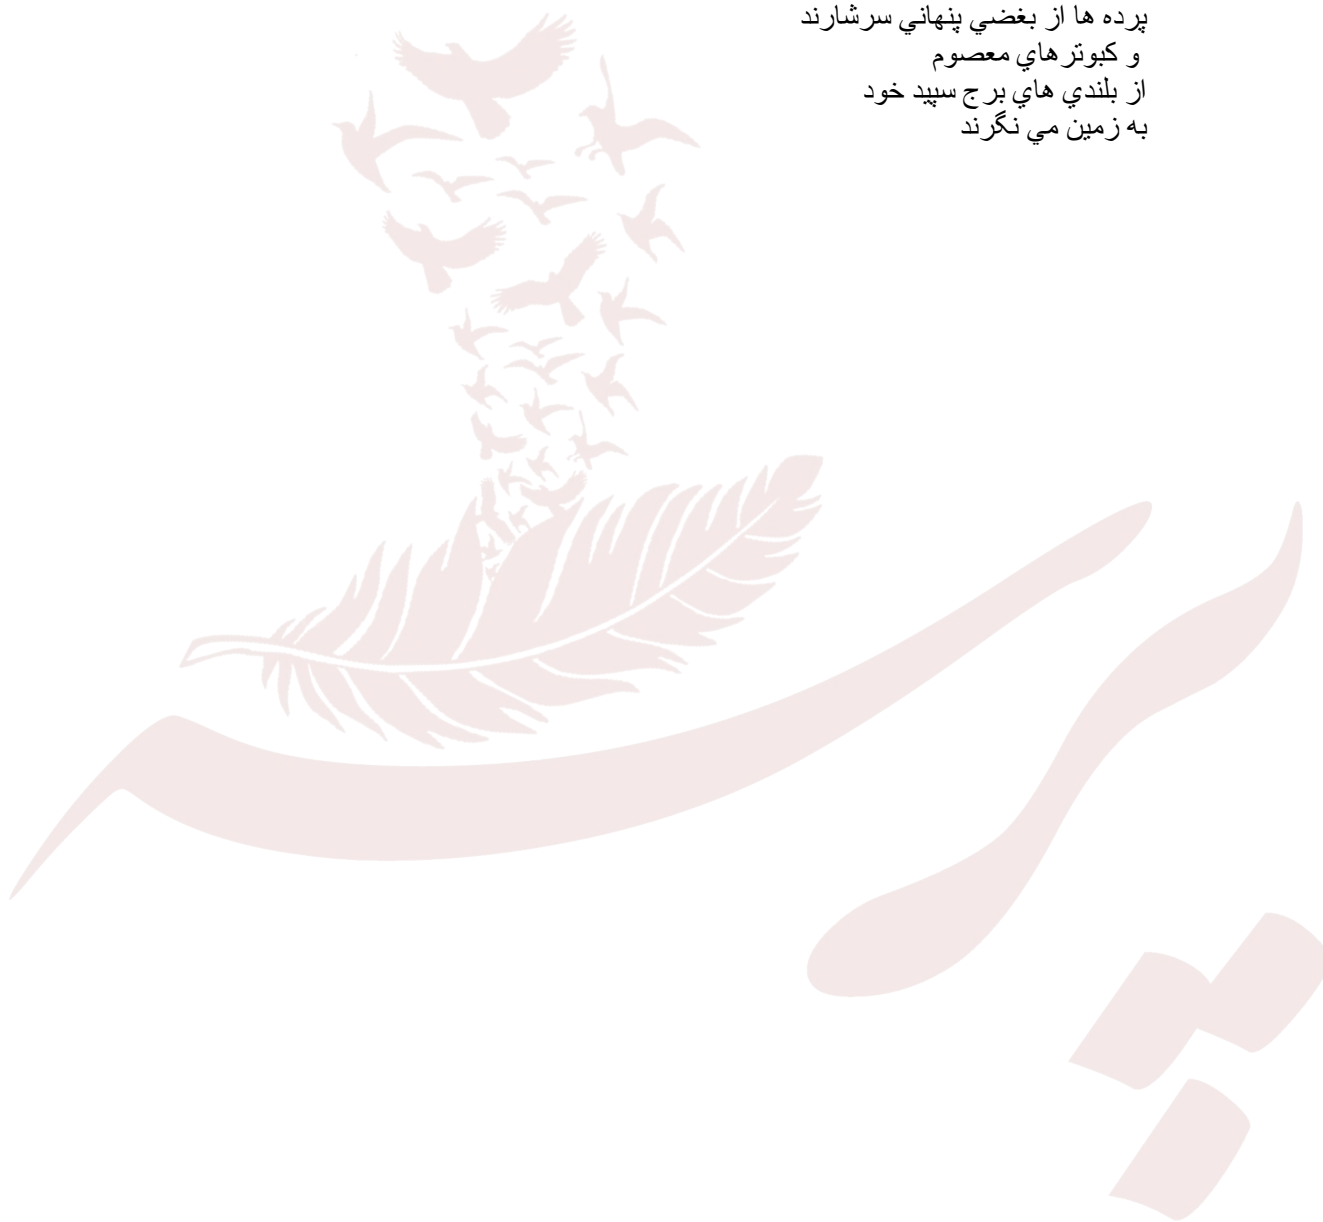 پرده ها از بغضي پنهاني سرشارند
و كبوترهاي معصوم
از بلندي هاي برج سپيد خود
به زمين مي نگرند